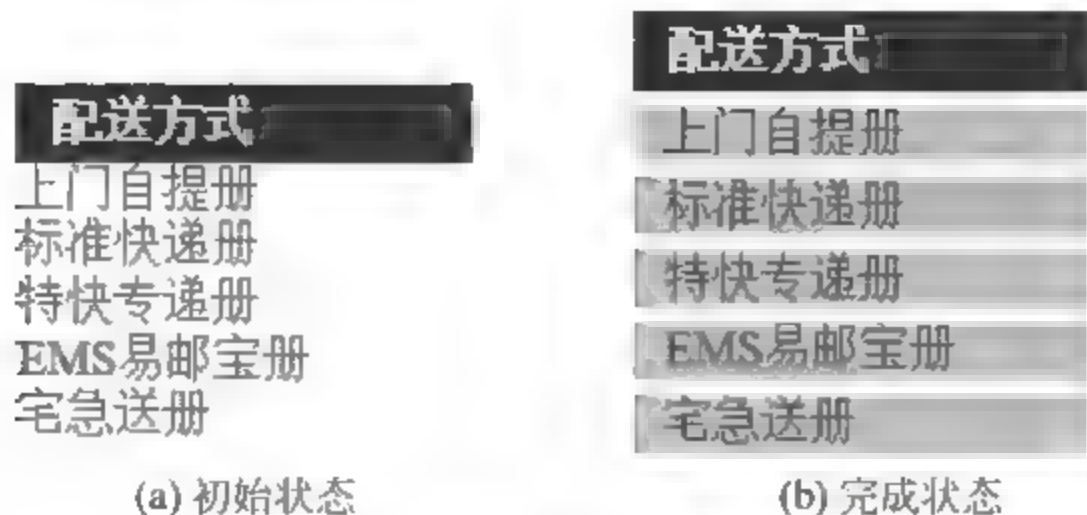 配送方式
上门自提册
标准快递册
特快专递册
EMS易邮宝册
宅急送册
(a) 初始状态
配送方式
上门自提册
标准快递册
特快专递册
EMS易邮宝册
宅急送册
(b) 完成状态